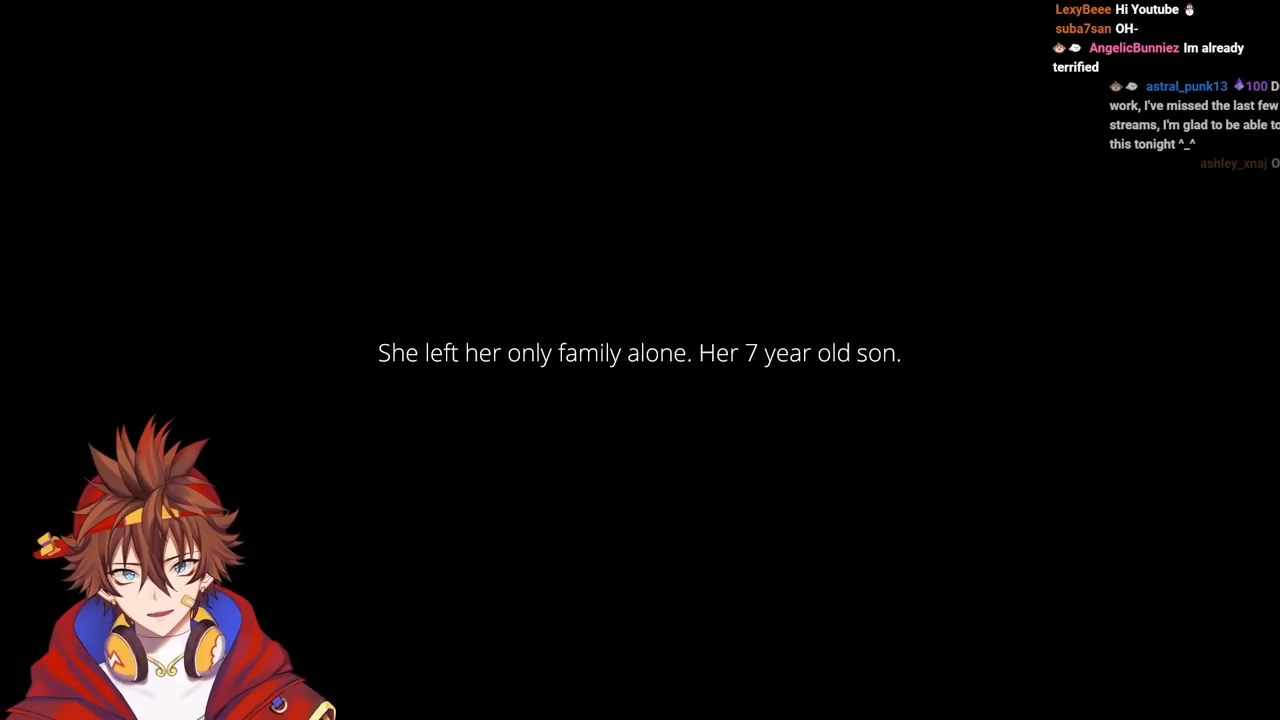 LexyBeee Hi Youtube ⛄
suba7san OH-
AngelicBunniez Im already
terrified
astral_punk13 100 D
work, I've missed the last few
streams, I'm glad to be able to
this tonight ^_^
ashley_xnaj O
She left her only family alone. Her 7 year old son.